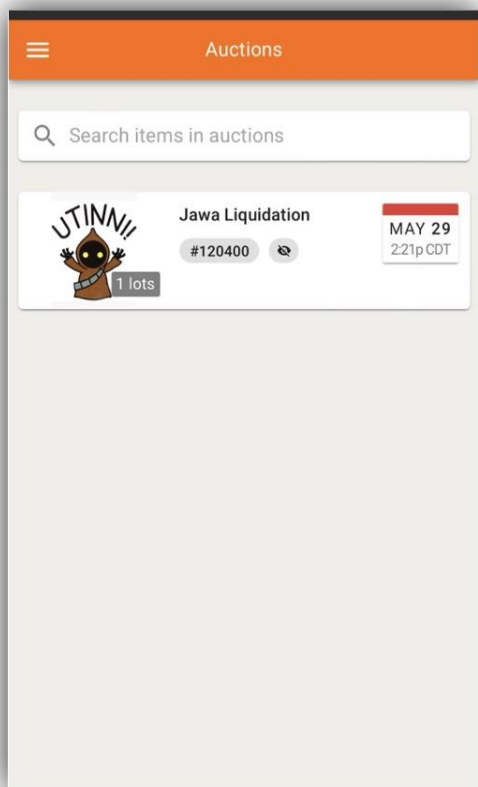 Auctions
Search items in auctions
UTINNI!!
1 lots
Jawa Liquidation
#120400
MAY 29
2:21p CDT